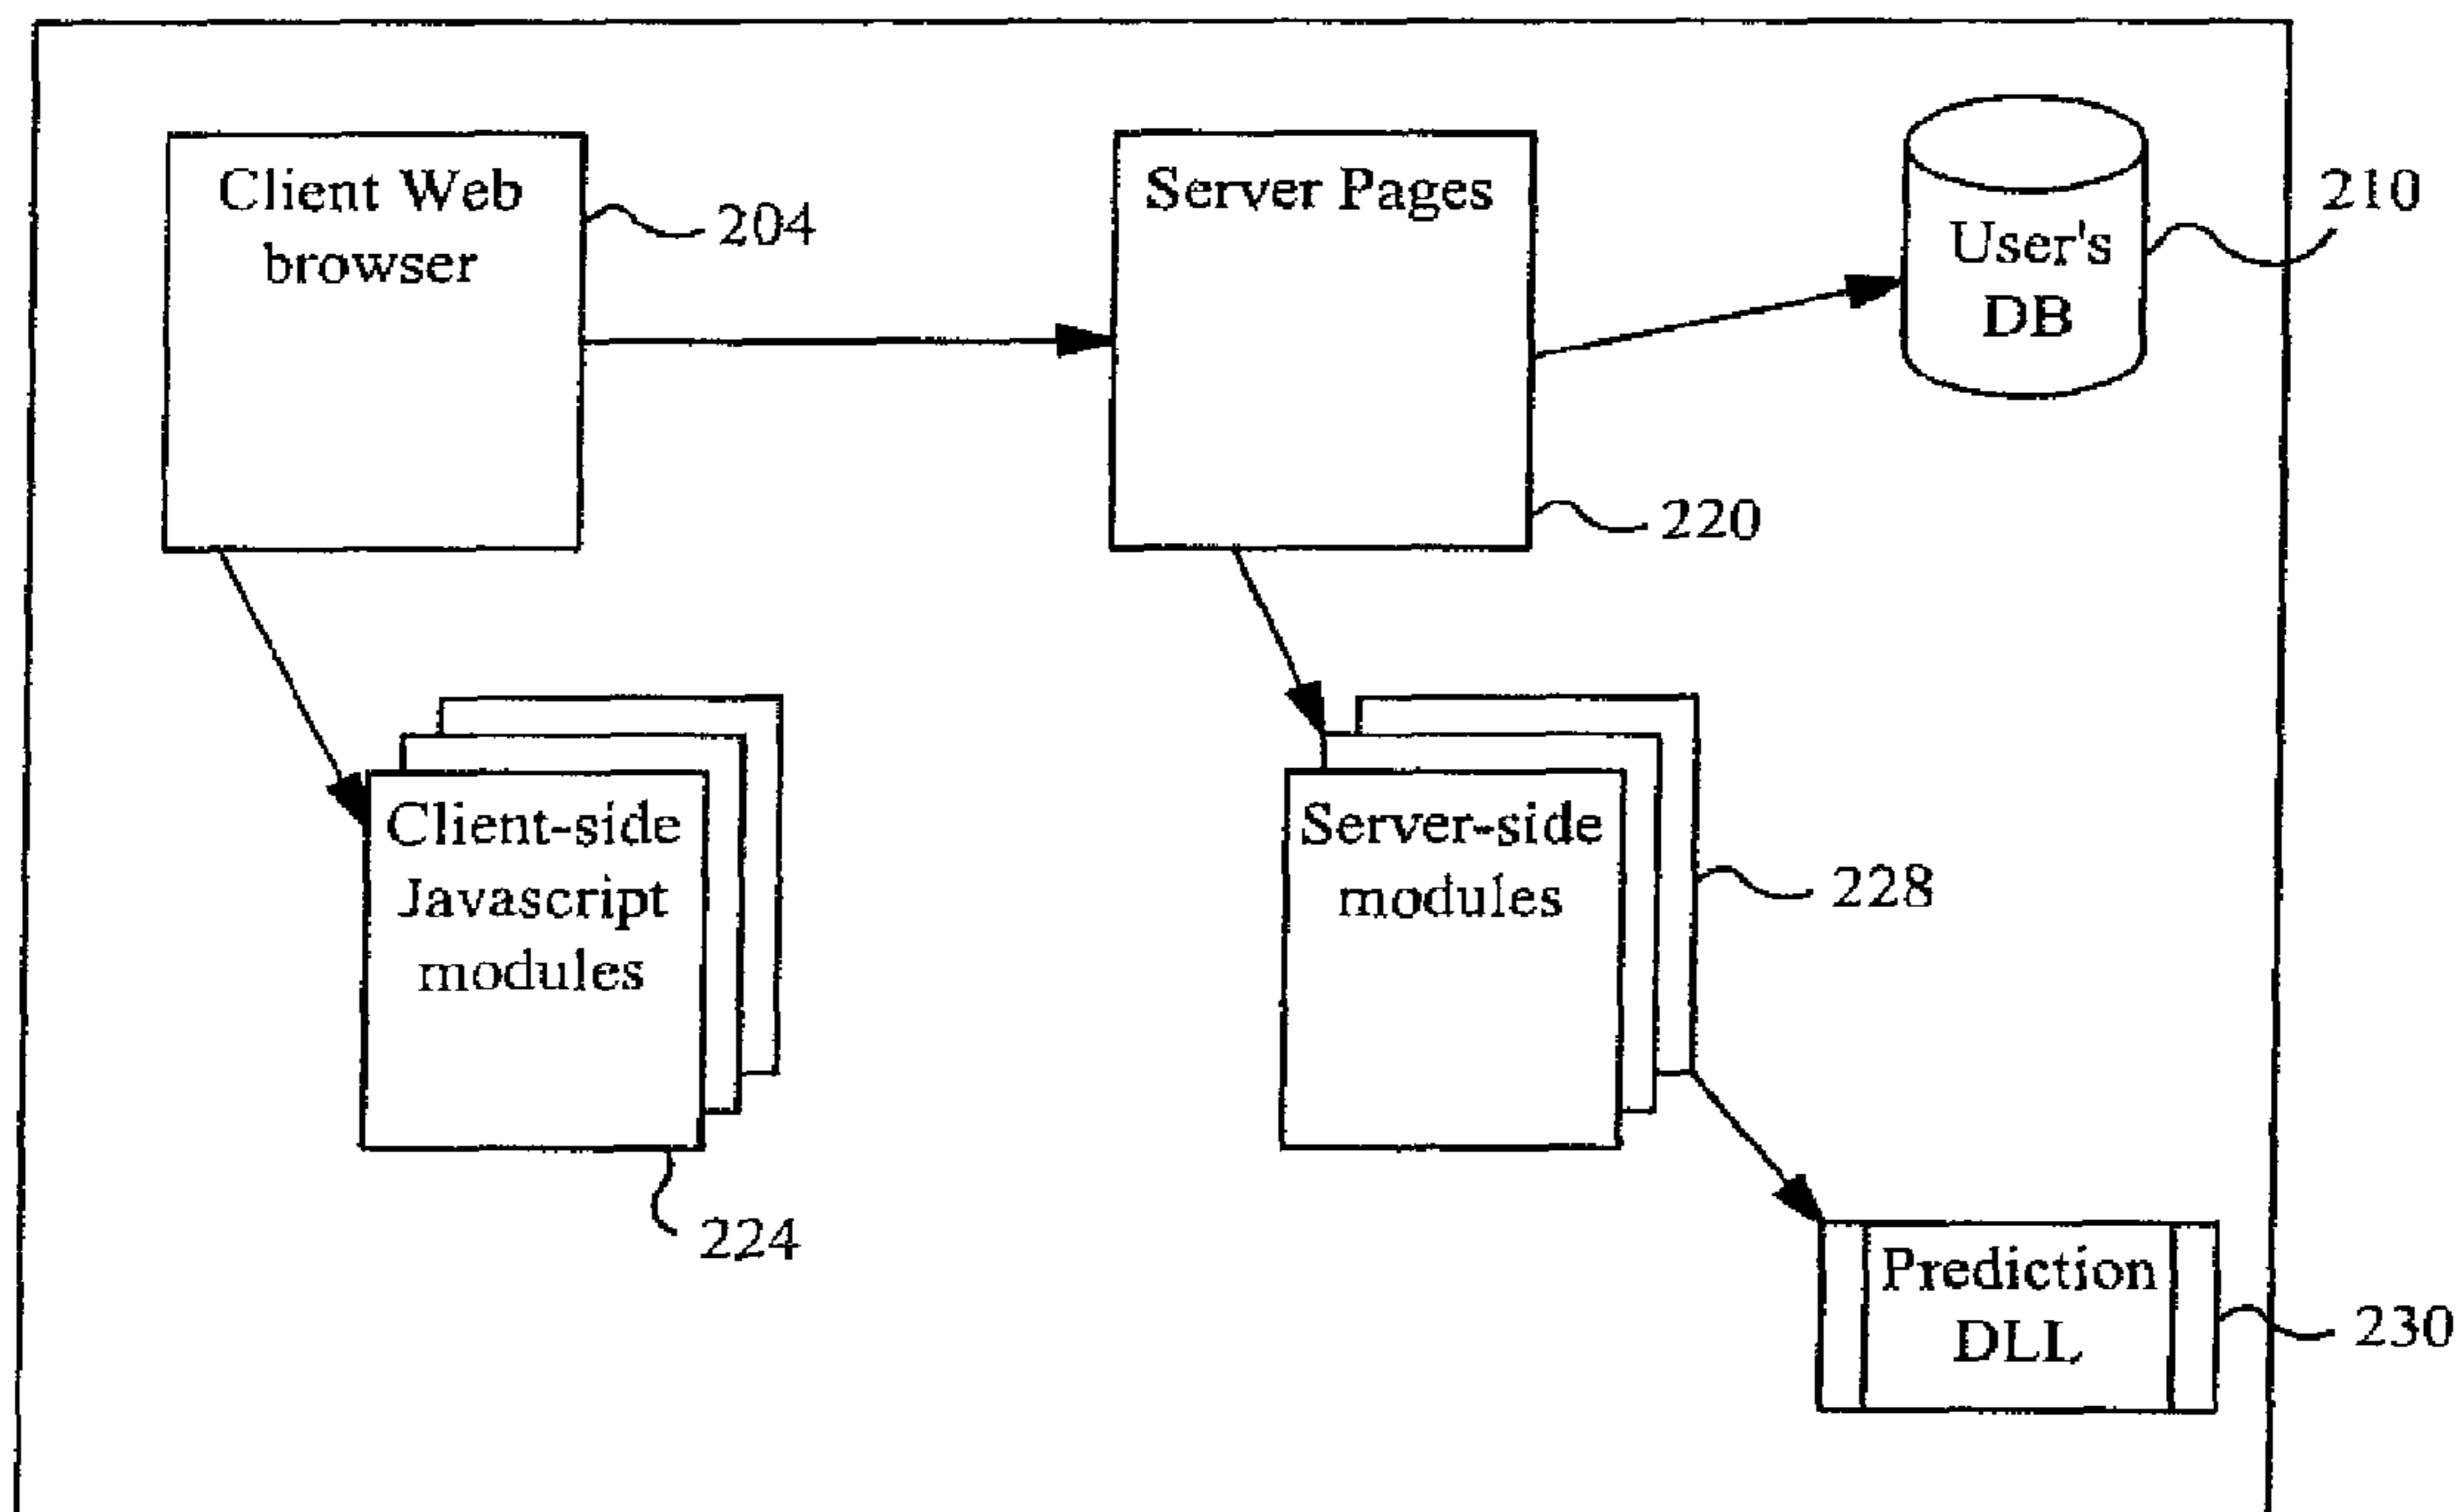 Client Web
browser
204
Server Pages
220
User's
DB
210
Client-side
Javascript
modules
224
Server-side
modules
228
Prediction
DLL
230